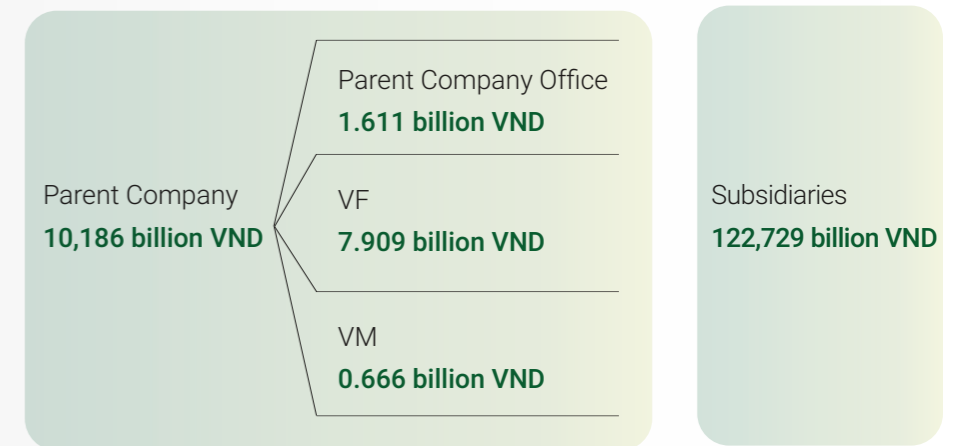 Parent Company
10,186 billion VND
Parent Company Office
1.611 billion VND
VF
7.909 billion VND
VM
0.666 billion VND
Subsidiaries
122,729 billion VND